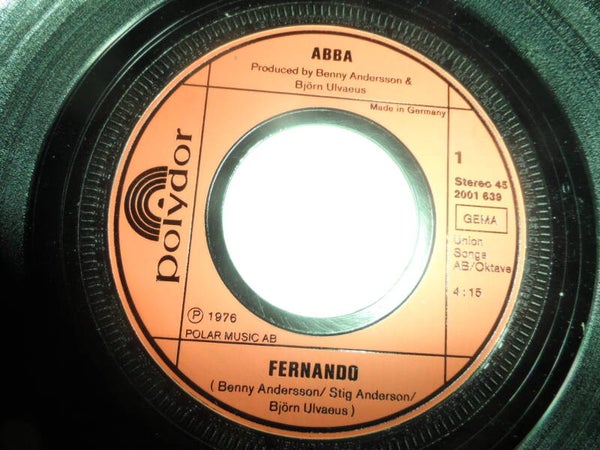 ABBA
Produced by Benny Andersson &
Björn Ulvaeus
Made in Germany
polydor
1
Stereo 45
2001 639
GEMA
Union
Songs
AB/Oktave
4:15
Ⓟ 1976
POLAR MUSIC AB
FERNANDO
( Benny Andersson/ Stig Anderson/
Björn Ulvaeus )